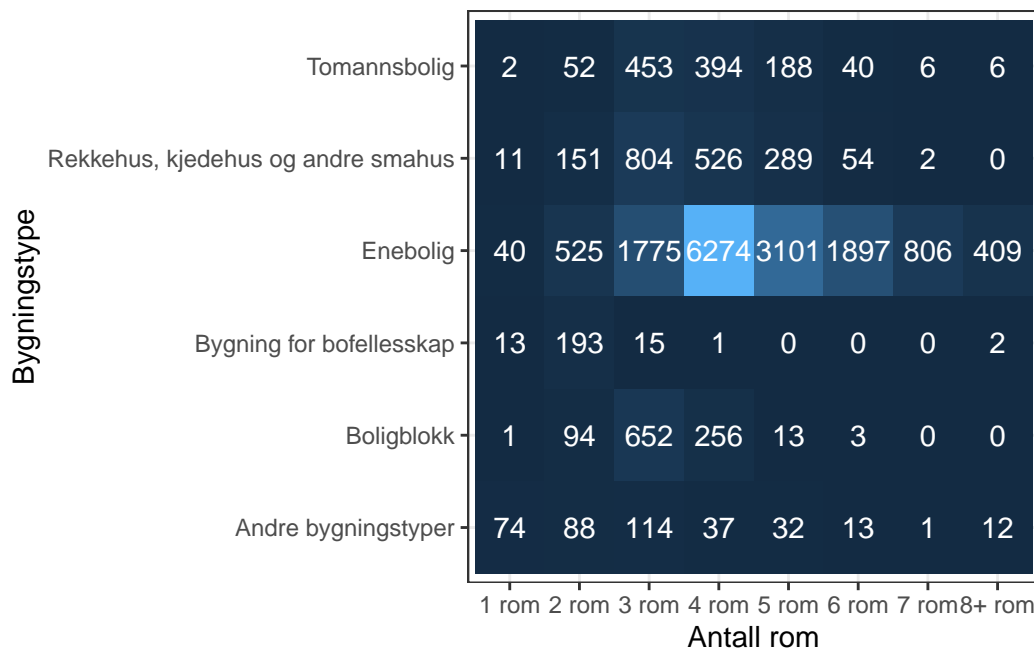 Bygningstype
Tomannsbolig 2 52 453 394 188 40 6 6
Rekkehus, kjedehus og andre smahus 11 151 804 526 289 54 2 0
Enebolig 40 525 1775 6274 3101 1897 806 409
Bygning for bofellesskap 13 193 15 1 0 0 0 2
Boligblokk 1 94 652 256 13 3 0 0
Andre bygningstyper 74 88 114 37 32 13 1 12
1 rom 2 rom 3 rom 4 rom 5 rom 6 rom 7 rom 8+ rom
Antall rom